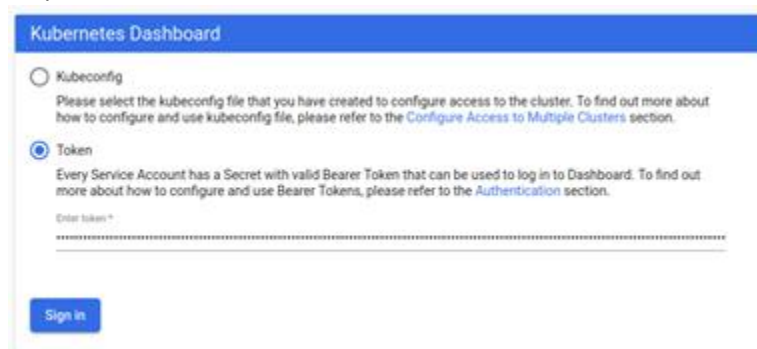 Kubernetes Dashboard
Kubeconfig
Please select the kubeconfig file that you have created to configure access to the cluster. To find out more about
how to configure and use kubeconfig file, please refer to the Configure Access to Multiple Clusters section.
Token
Every Service Account has a Secret with valid Bearer Token that can be used to log in to Dashboard. To find out
more about how to configure and use Bearer Tokens, please refer to the Authentication section.
Enter token *
Sign in